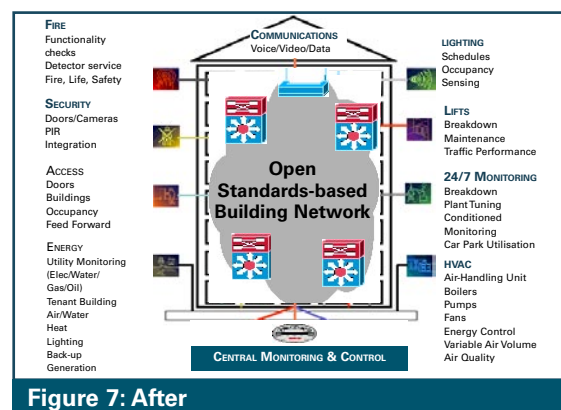 FIRE
Functionality
checks
Detector service
Fire, Life, Safety
SECURITY
Doors/Cameras
PIR
Integration
ACCESS
Doors
Buildings
Occupancy
Feed Forward
ENERGY
Utility Monitoring
(Elec/Water/
Gas/Oil)
Tenant Building
Air/Water
Heat
Lighting
Back-up
Generation
COMMUNICATIONS
Voice/Video/Data
Open
Standards-based
Building Network
CENTRAL MONITORING & CONTROL
LIGHTING
Schedules
Occupancy
Sensing
LIFTS
Breakdown
Maintenance
Traffic Performance
24/7 MONITORING
Breakdown
Plant Tuning
Conditioned
Monitoring
Car Park Utilisation
HVAC
Air-Handling Unit
Boilers
Pumps
Fans
Energy Control
Variable Air Volume
Air Quality
Figure 7: After